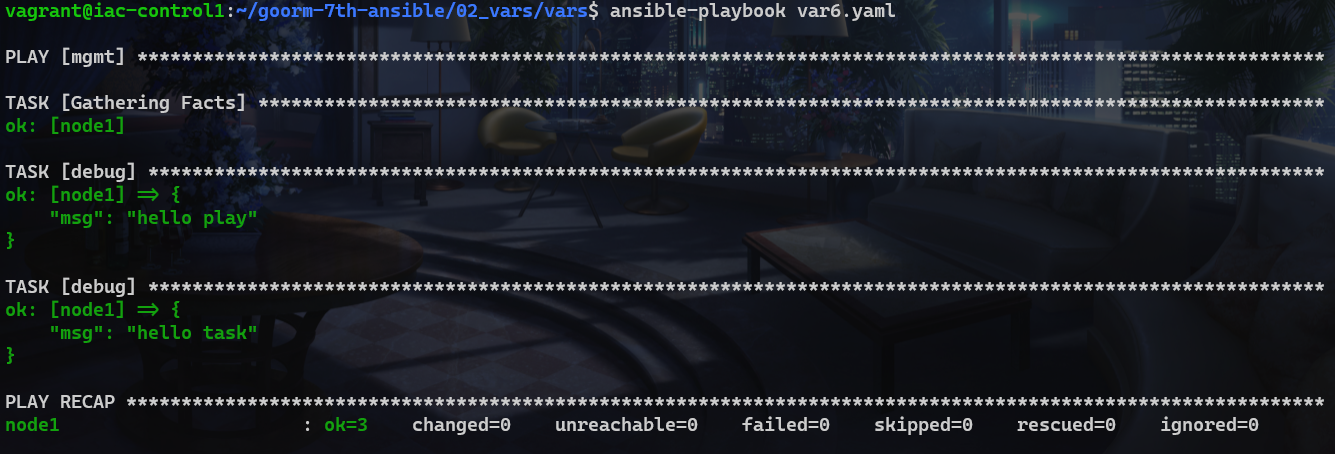 vagrant@iac-control1:~/goorm-7th-ansible/02_vars/vars$ ansible-playbook var6.yaml
PLAY [mgmt] ************************************************************************************************************
TASK [Gathering Facts] *************************************************************************************************
ok: [node1]
TASK [debug] ***********************************************************************************************************
ok: [node1] => {
    "msg": "hello play"
}
TASK [debug] ***********************************************************************************************************
ok: [node1] => {
    "msg": "hello task"
}
PLAY RECAP *************************************************************************************************************
node1                      : ok=3    changed=0    unreachable=0    failed=0    skipped=0    rescued=0    ignored=0